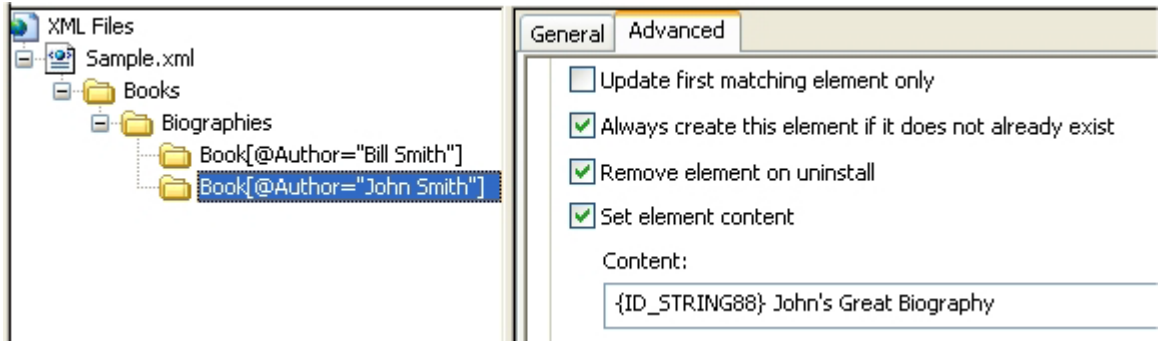 XML Files
Sample.xml
Books
Biographies
Book[@Author="Bill Smith"]
Book[@Author="John Smith"]
General
Advanced
Update first matching element only
Always create this element if it does not already exist
Remove element on uninstall
Set element content
Content:
{ID_STRING88} John's Great Biography